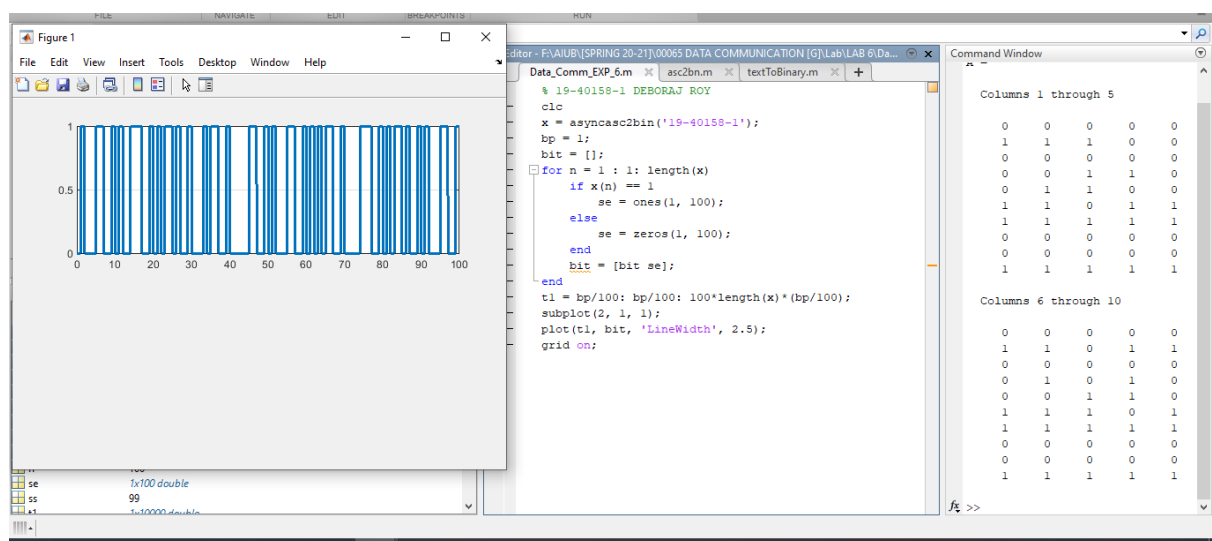 FILE NAVIGATE EDIT BREAKPOINTS RUN
Figure 1
File Edit View Insert Tools Desktop Window Help
1
0.5
0
0 10 20 30 40 50 60 70 80 90 100
se 1x100 double
ss 99
t1 1x10000 double
Editor - F:\AIUB\[SPRING 20-21]\00065 DATA COMMUNICATION [G]\Lab\LAB 6\Da...
Data_Comm_EXP_6.m asc2bn.m textToBinary.m +
% 19-40158-1 DEBORAJ ROY
clc
x = asyncasc2bin('19-40158-1');
bp = 1;
bit = [];
for n = 1 : 1: length(x)
if x(n) == 1
se = ones(1, 100);
else
se = zeros(1, 100);
end
bit = [bit se];
end
t1 = bp/100: bp/100: 100*length(x)*(bp/100);
subplot(2, 1, 1);
plot(t1, bit, 'LineWidth', 2.5);
grid on;
Command Window
Columns 1 through 5
0 0 0 0 0
1 1 1 0 0
0 0 0 0 0
0 0 1 1 0
0 1 1 0 0
1 1 0 1 1
1 1 1 1 1
0 0 0 0 0
0 0 0 0 0
1 1 1 1 1
Columns 6 through 10
0 0 0 0 0
1 1 0 1 1
0 0 0 0 0
0 1 0 1 0
0 0 1 1 0
1 1 1 0 1
1 1 1 1 1
0 0 0 0 0
0 0 0 0 0
1 1 1 1 1
fx >>